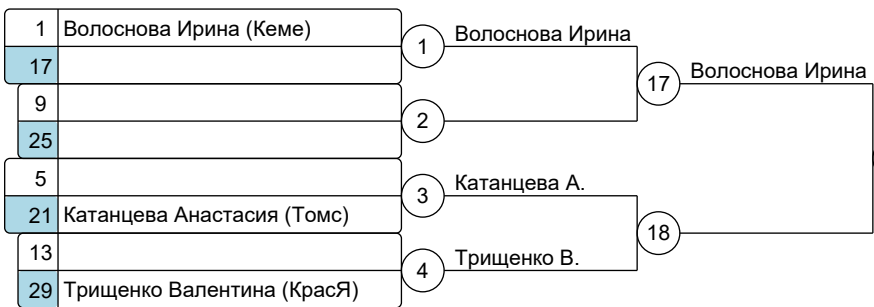 1 Волоснова Ирина (Кеме)
1 Волоснова Ирина
17
17 Волоснова Ирина
9
2
25
5
3 Катанцева А.
21 Катанцева Анастасия (Томс)
18
13
4 Трищенко В.
29 Трищенко Валентина (КрасЯ)